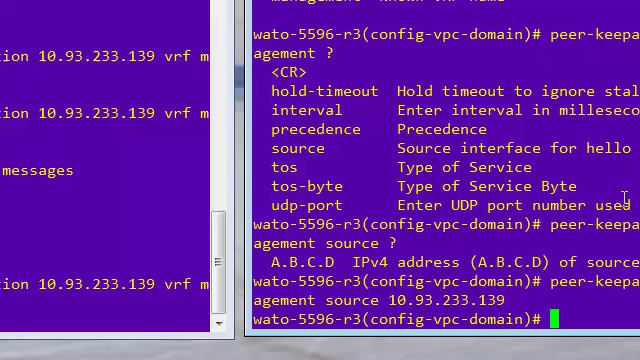 tion 10.93.233.139 vrf m
tion 10.93.233.139 vrf m
messages
tion 10.93.233.139 vrf m
wato-5596-r3(config-vpc-domain)# peer-keepa
agement ?
<CR>
hold-timeout Hold timeout to ignore stal
interval Enter interval in milleseco
precedence Precedence
source Source interface for hello
tos Type of Service
tos-byte Type of Service Byte
udp-port Enter UDP port number used
wato-5596-r3(config-vpc-domain)# peer-keepa
agement source ?
A.B.C.D IPv4 address (A.B.C.D) of source
wato-5596-r3(config-vpc-domain)# peer-keepa
agement source 10.93.233.139
wato-5596-r3(config-vpc-domain)#